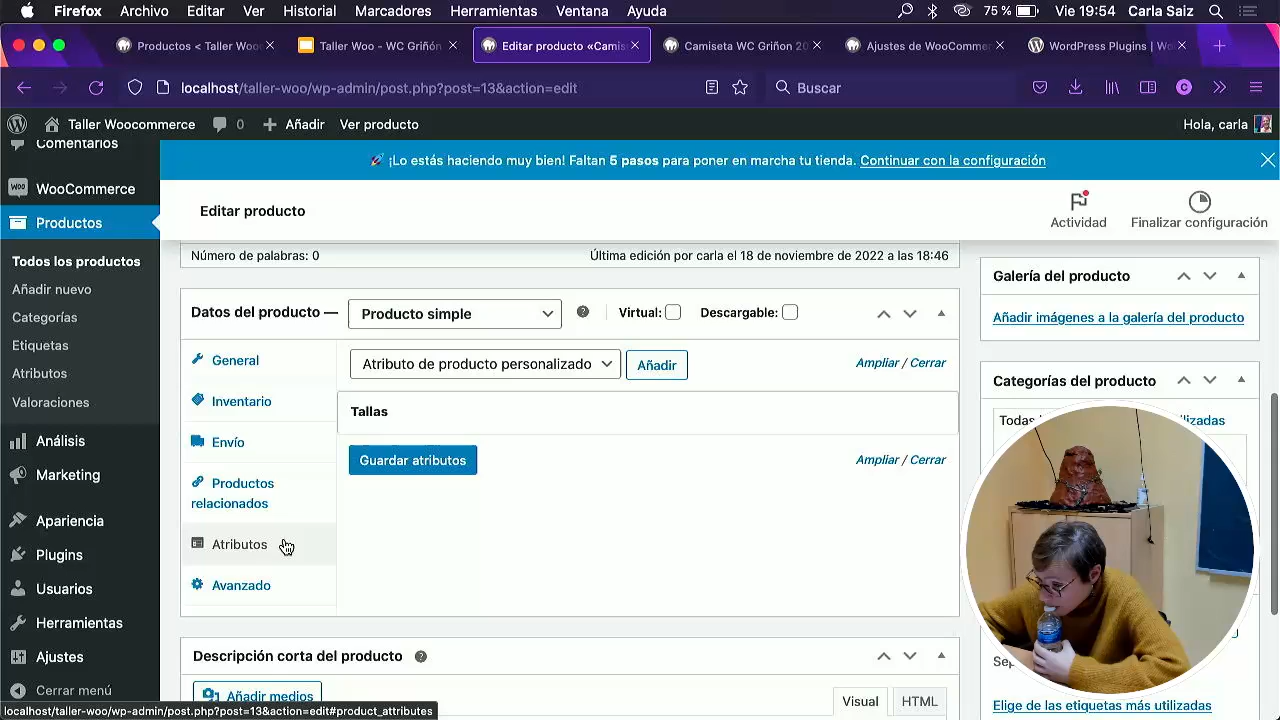 Firefox Archivo Editar Ver Historial Marcadores Herramientas Ventana Ayuda 75 % Vie 19:54 Carla Saiz
Productos < Taller Woo
Taller Woo - WC Griñón
Editar producto «Camis
Camiseta WC Griñon 20
Ajustes de WooComme
WordPress Plugins | Wo
localhost/taller-woo/wp-admin/post.php?post=13&action=edit
Buscar
Taller Woocommerce 0 Añadir Ver producto Hola, carla
Comentarios
WooCommerce
Productos
Todos los productos
Añadir nuevo
Categorías
Etiquetas
Atributos
Valoraciones
Análisis
Marketing
Apariencia
Plugins
Usuarios
Herramientas
Ajustes
Cerrar menú
¡Lo estás haciendo muy bien! Faltan 5 pasos para poner en marcha tu tienda. Continuar con la configuración
Editar producto
Actividad
Finalizar configuración
Número de palabras: 0
Última edición por carla el 18 de noviembre de 2022 a las 18:46
Datos del producto — Producto simple Virtual: Descargable:
General
Inventario
Envío
Productos
relacionados
Atributos
Avanzado
Atributo de producto personalizado Añadir Ampliar / Cerrar
Tallas
Guardar atributos Ampliar / Cerrar
Descripción corta del producto
Añadir medios
Visual HTML
Galería del producto
Añadir imágenes a la galería del producto
Categorías del producto
Elige de las etiquetas más utilizadas
localhost/taller-woo/wp-admin/post.php?post=13&action=edit#product_attributes